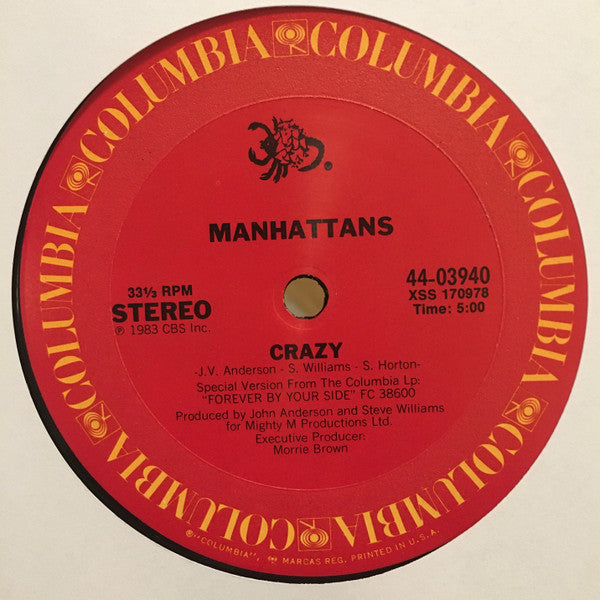 COLUMBIA COLUMBIA COLUMBIA COLUMBIA COLUMBIA COLUMBIA COLUMBIA COLUMBIA
®
MANHATTANS
33⅓ RPM
STEREO
℗ 1983 CBS Inc.
44-03940
XSS 170978
Time: 5:00
CRAZY
-J.V. Anderson - S. Williams - S. Horton-
Special Version From The Columbia Lp:
"FOREVER BY YOUR SIDE" FC 38600
Produced by John Anderson and Steve Williams
for Mighty M Productions Ltd.
Executive Producer:
Morrie Brown
®"COLUMBIA", MARCAS REG. PRINTED IN U.S.A.